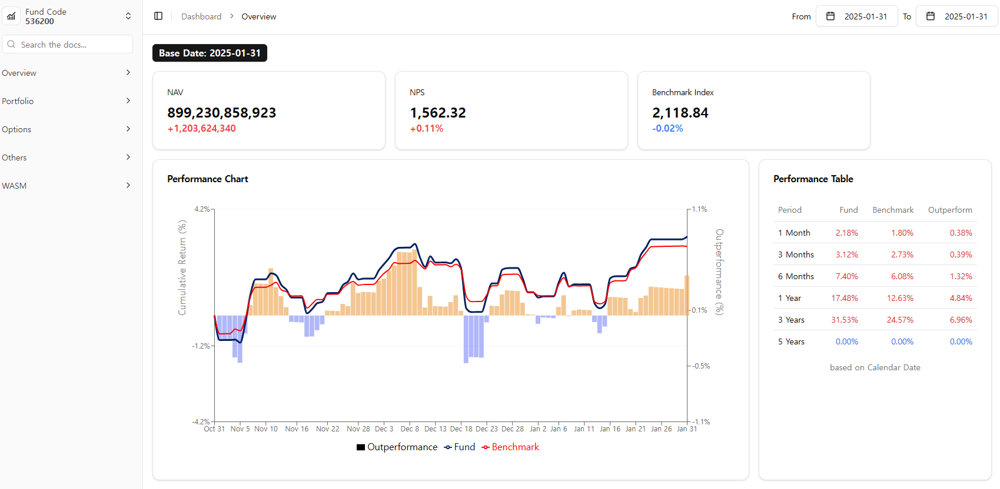 Fund Code
536200
Search the docs...
Overview
Portfolio
Options
Others
WASM
Dashboard > Overview
From 2025-01-31 To 2025-01-31
Base Date: 2025-01-31
NAV
899,230,858,923
+1,203,624,340
NPS
1,562.32
+0.11%
Benchmark Index
2,118.84
-0.02%
Performance Chart
Cumulative Return (%)
4.2%
-1.2%
-4.2%
1.1%
0.1%
-0.5%
-1.1%
Outperformance (%)
Oct 31 Nov 5 Nov 10 Nov 16 Nov 22 Nov 28 Dec 3 Dec 8 Dec 13 Dec 18 Dec 23 Dec 28 Jan 2 Jan 6 Jan 11 Jan 16 Jan 21 Jan 26 Jan 31
Outperformance Fund Benchmark
Performance Table
Period Fund Benchmark Outperform
1 Month 2.18% 1.80% 0.38%
3 Months 3.12% 2.73% 0.39%
6 Months 7.40% 6.08% 1.32%
1 Year 17.48% 12.63% 4.84%
3 Years 31.53% 24.57% 6.96%
5 Years 0.00% 0.00% 0.00%
based on Calendar Date